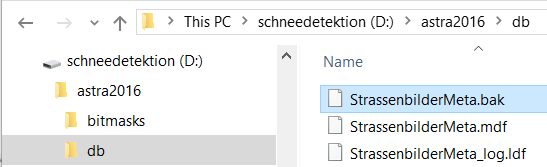 This PC > schneedetektion (D:) > astra2016 > db
schneedetektion (D:)
astra2016
bitmasks
db
Name
StrassenbilderMeta.bak
StrassenbilderMeta.mdf
StrassenbilderMeta_log.ldf